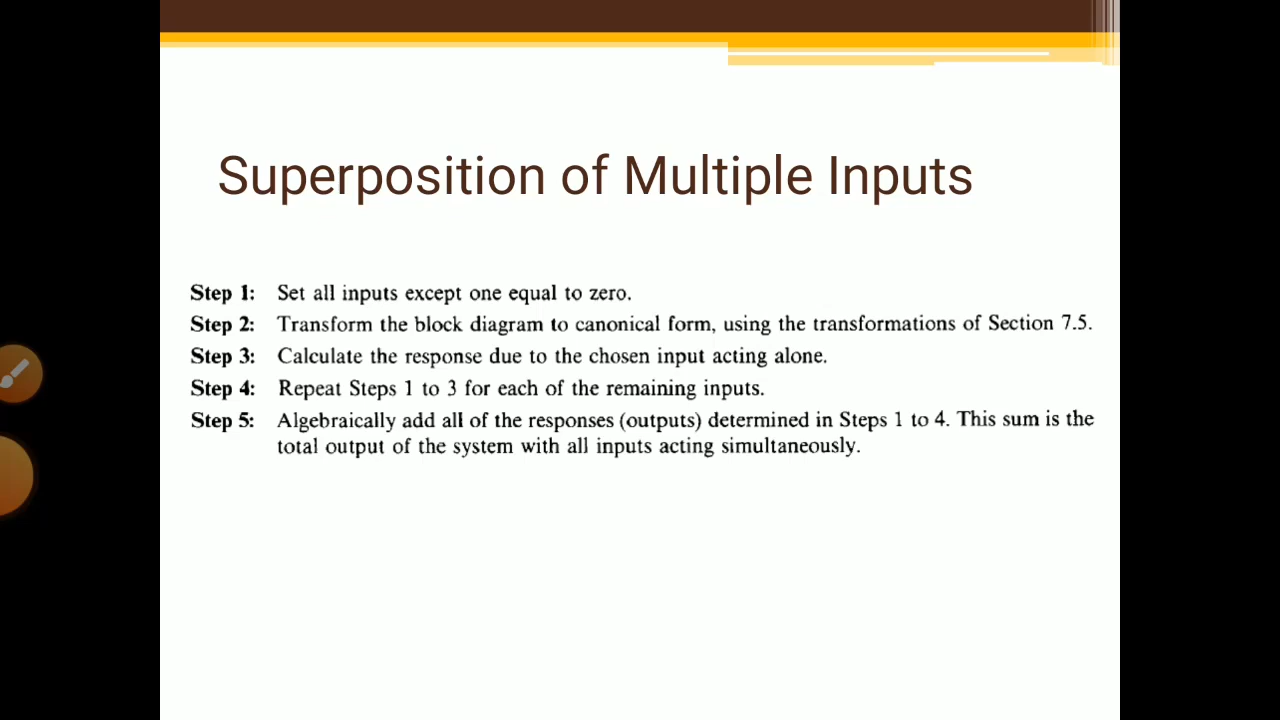 Superposition of Multiple Inputs
Step 1: Set all inputs except one equal to zero.
Step 2: Transform the block diagram to canonical form, using the transformations of Section 7.5.
Step 3: Calculate the response due to the chosen input acting alone.
Step 4: Repeat Steps 1 to 3 for each of the remaining inputs.
Step 5: Algebraically add all of the responses (outputs) determined in Steps 1 to 4. This sum is the
total output of the system with all inputs acting simultaneously.